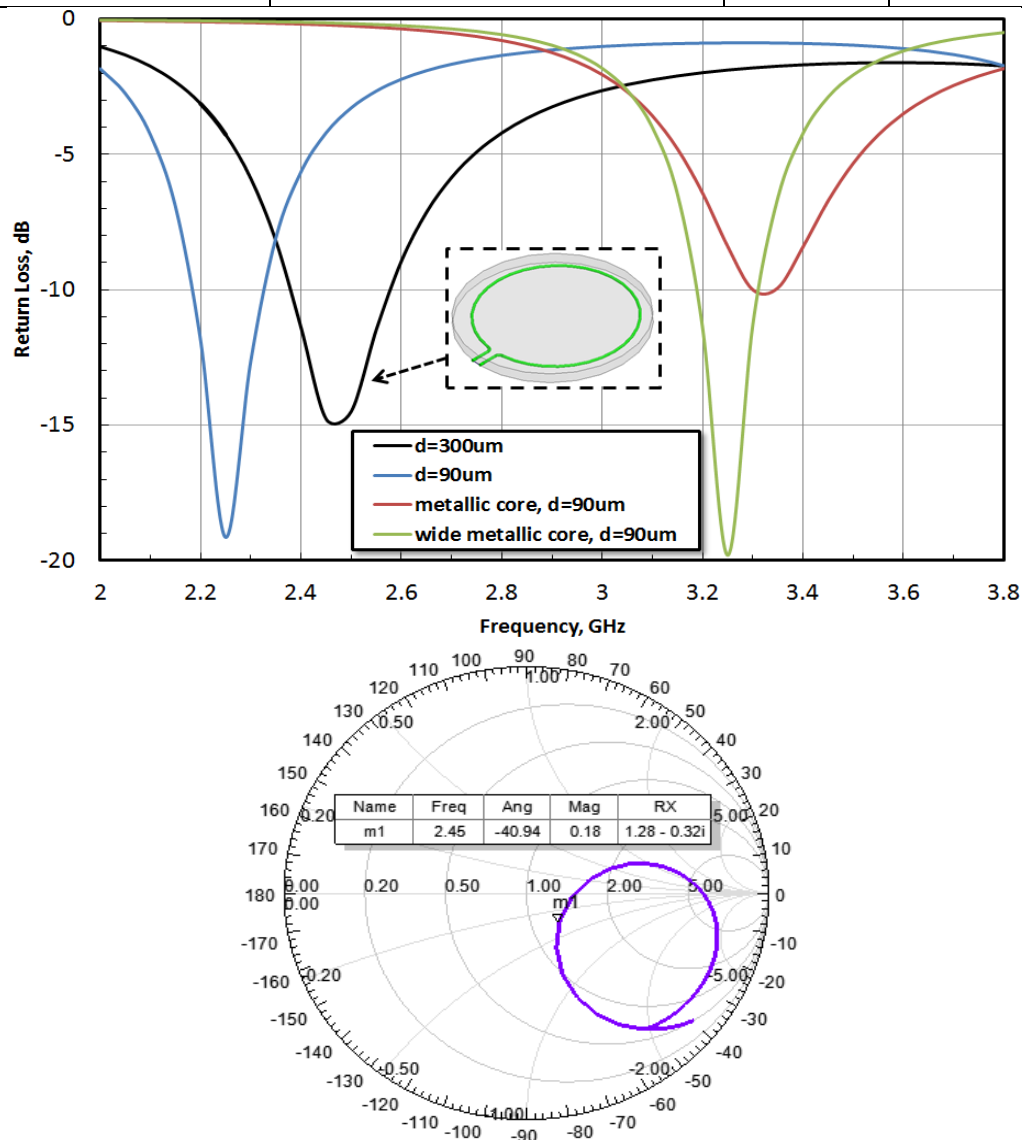 0
-5
-10
-15
-20
Return Loss, dB
d=300um
d=90um
metallic core, d=90um
wide metallic core, d=90um
2 2.2 2.4 2.6 2.8 3 3.2 3.4 3.6 3.8
Frequency, GHz
90
100 80
110 70
1.00
120 60
130 0.50 2.00 50
140 40
150 30
Name Freq Ang Mag RX
160 0.20 5.00 20
m1 2.45 -40.94 0.18 1.28 - 0.32i
170 10
0.00 0.20 0.50 1.00 2.00 5.00
180 0
0.00
m1
-170 -10
-0.20 -5.00
-160 -20
-150 -30
-140 -40
-0.50 -2.00
-130 -50
-120 -60
-1.00
-110 -70
-100 -80
-90